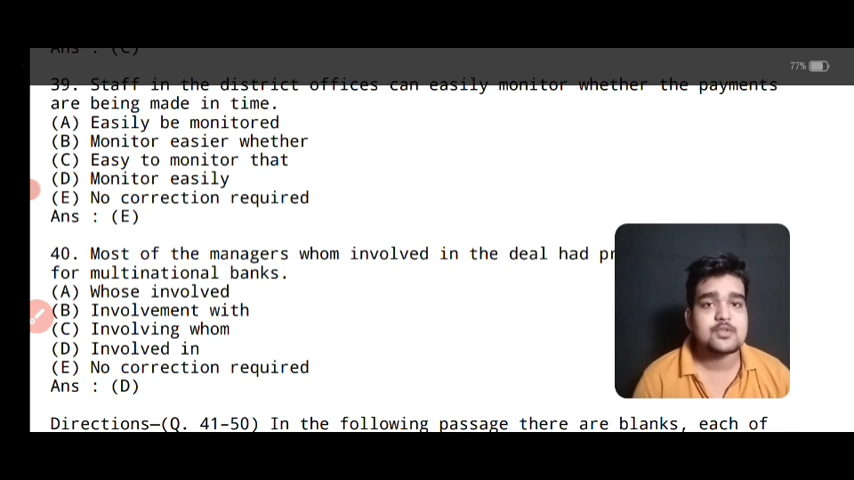 Ans : (C)
77%
39. Staff in the district offices can easily monitor whether the payments
are being made in time.
(A) Easily be monitored
(B) Monitor easier whether
(C) Easy to monitor that
(D) Monitor easily
(E) No correction required
Ans : (E)
40. Most of the managers whom involved in the deal had
for multinational banks.
(A) Whose involved
(B) Involvement with
(C) Involving whom
(D) Involved in
(E) No correction required
Ans : (D)
Directions—(Q. 41–50) In the following passage there are blanks, each of